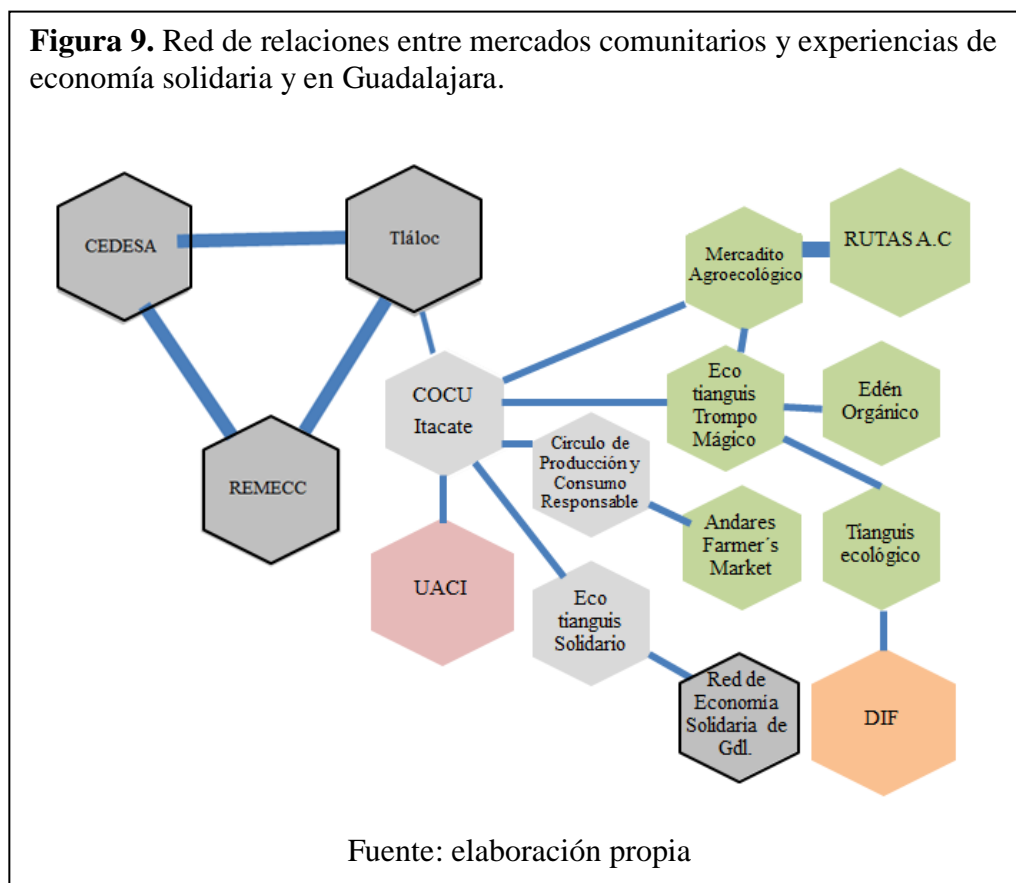 Figura 9. Red de relaciones entre mercados comunitarios y experiencias de
economía solidaria y en Guadalajara.
CEDESA
Tláloc
REMECC
COCU
Itacate
UACI
Mercadito
Agroecológico
RUTAS A.C
Eco
tianguis
Trompo
Mágico
Edén
Orgánico
Circulo de
Producción y
Consumo
Responsable
Andares
Farmer´s
Market
Tianguis
ecológico
Eco
tianguis
Solidario
Red de
Economía
Solidaria de
Gdl.
DIF
Fuente: elaboración propia